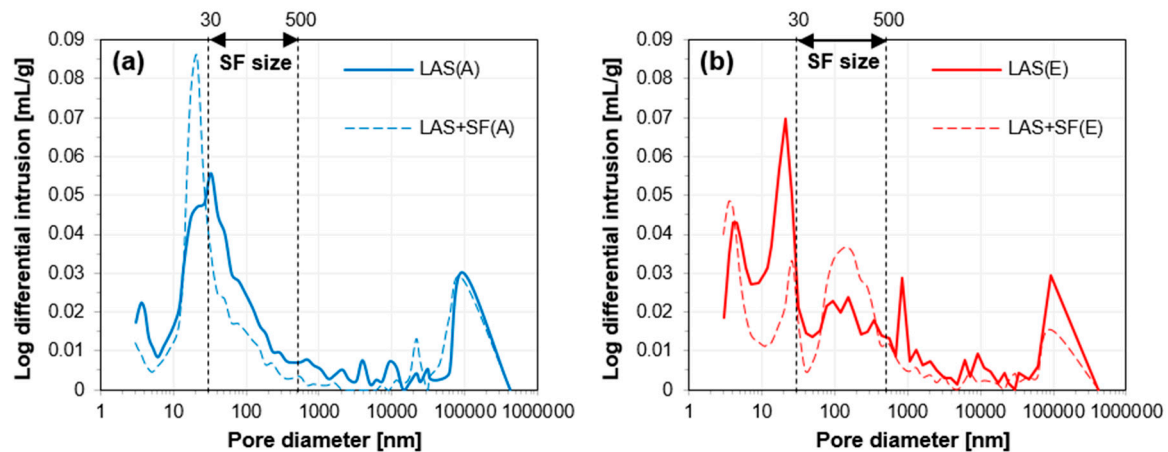 30 500
(a)
SF size
LAS(A)
LAS+SF(A)
Log differential intrusion [mL/g]
0.09
0.08
0.07
0.06
0.05
0.04
0.03
0.02
0.01
0
1 10 100 1000 10000 100000 1000000
Pore diameter [nm]
30 500
(b)
SF size
LAS(E)
LAS+SF(E)
Log differential intrusion [mL/g]
0.09
0.08
0.07
0.06
0.05
0.04
0.03
0.02
0.01
0
1 10 100 1000 10000 100000 1000000
Pore diameter [nm]